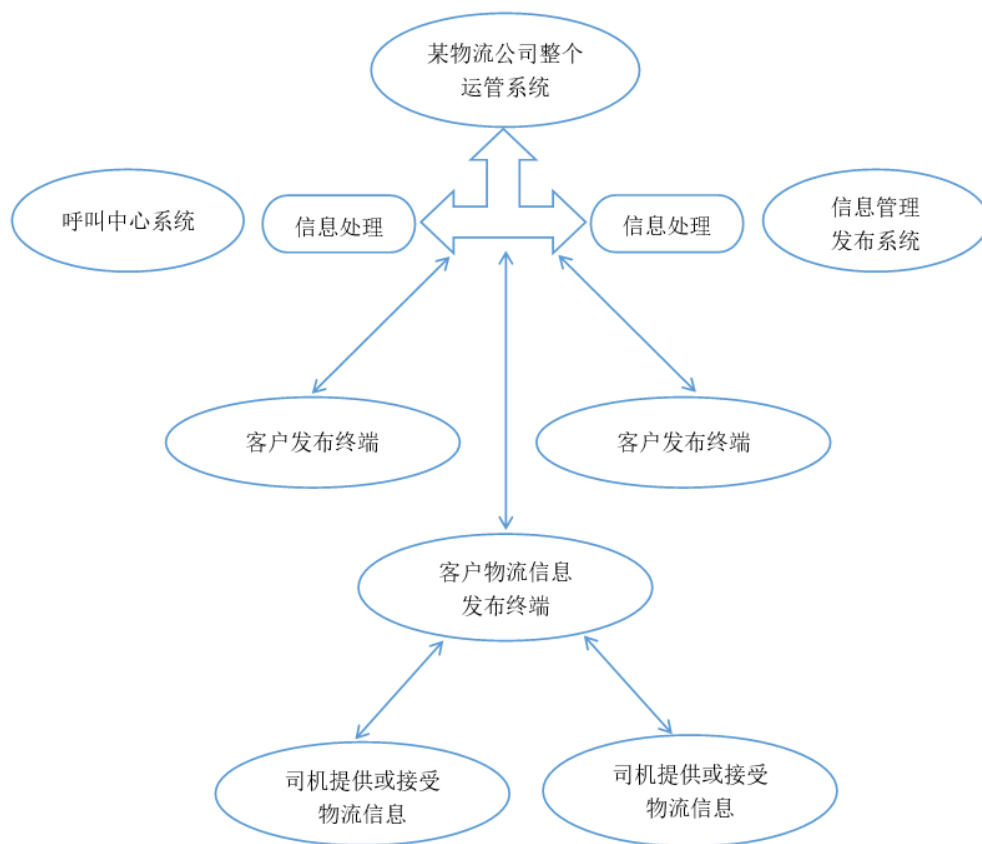 某物流公司整个
运管系统
呼叫中心系统
信息处理
信息处理
信息管理
发布系统
客户发布终端
客户发布终端
客户物流信息
发布终端
司机提供或接受
物流信息
司机提供或接受
物流信息